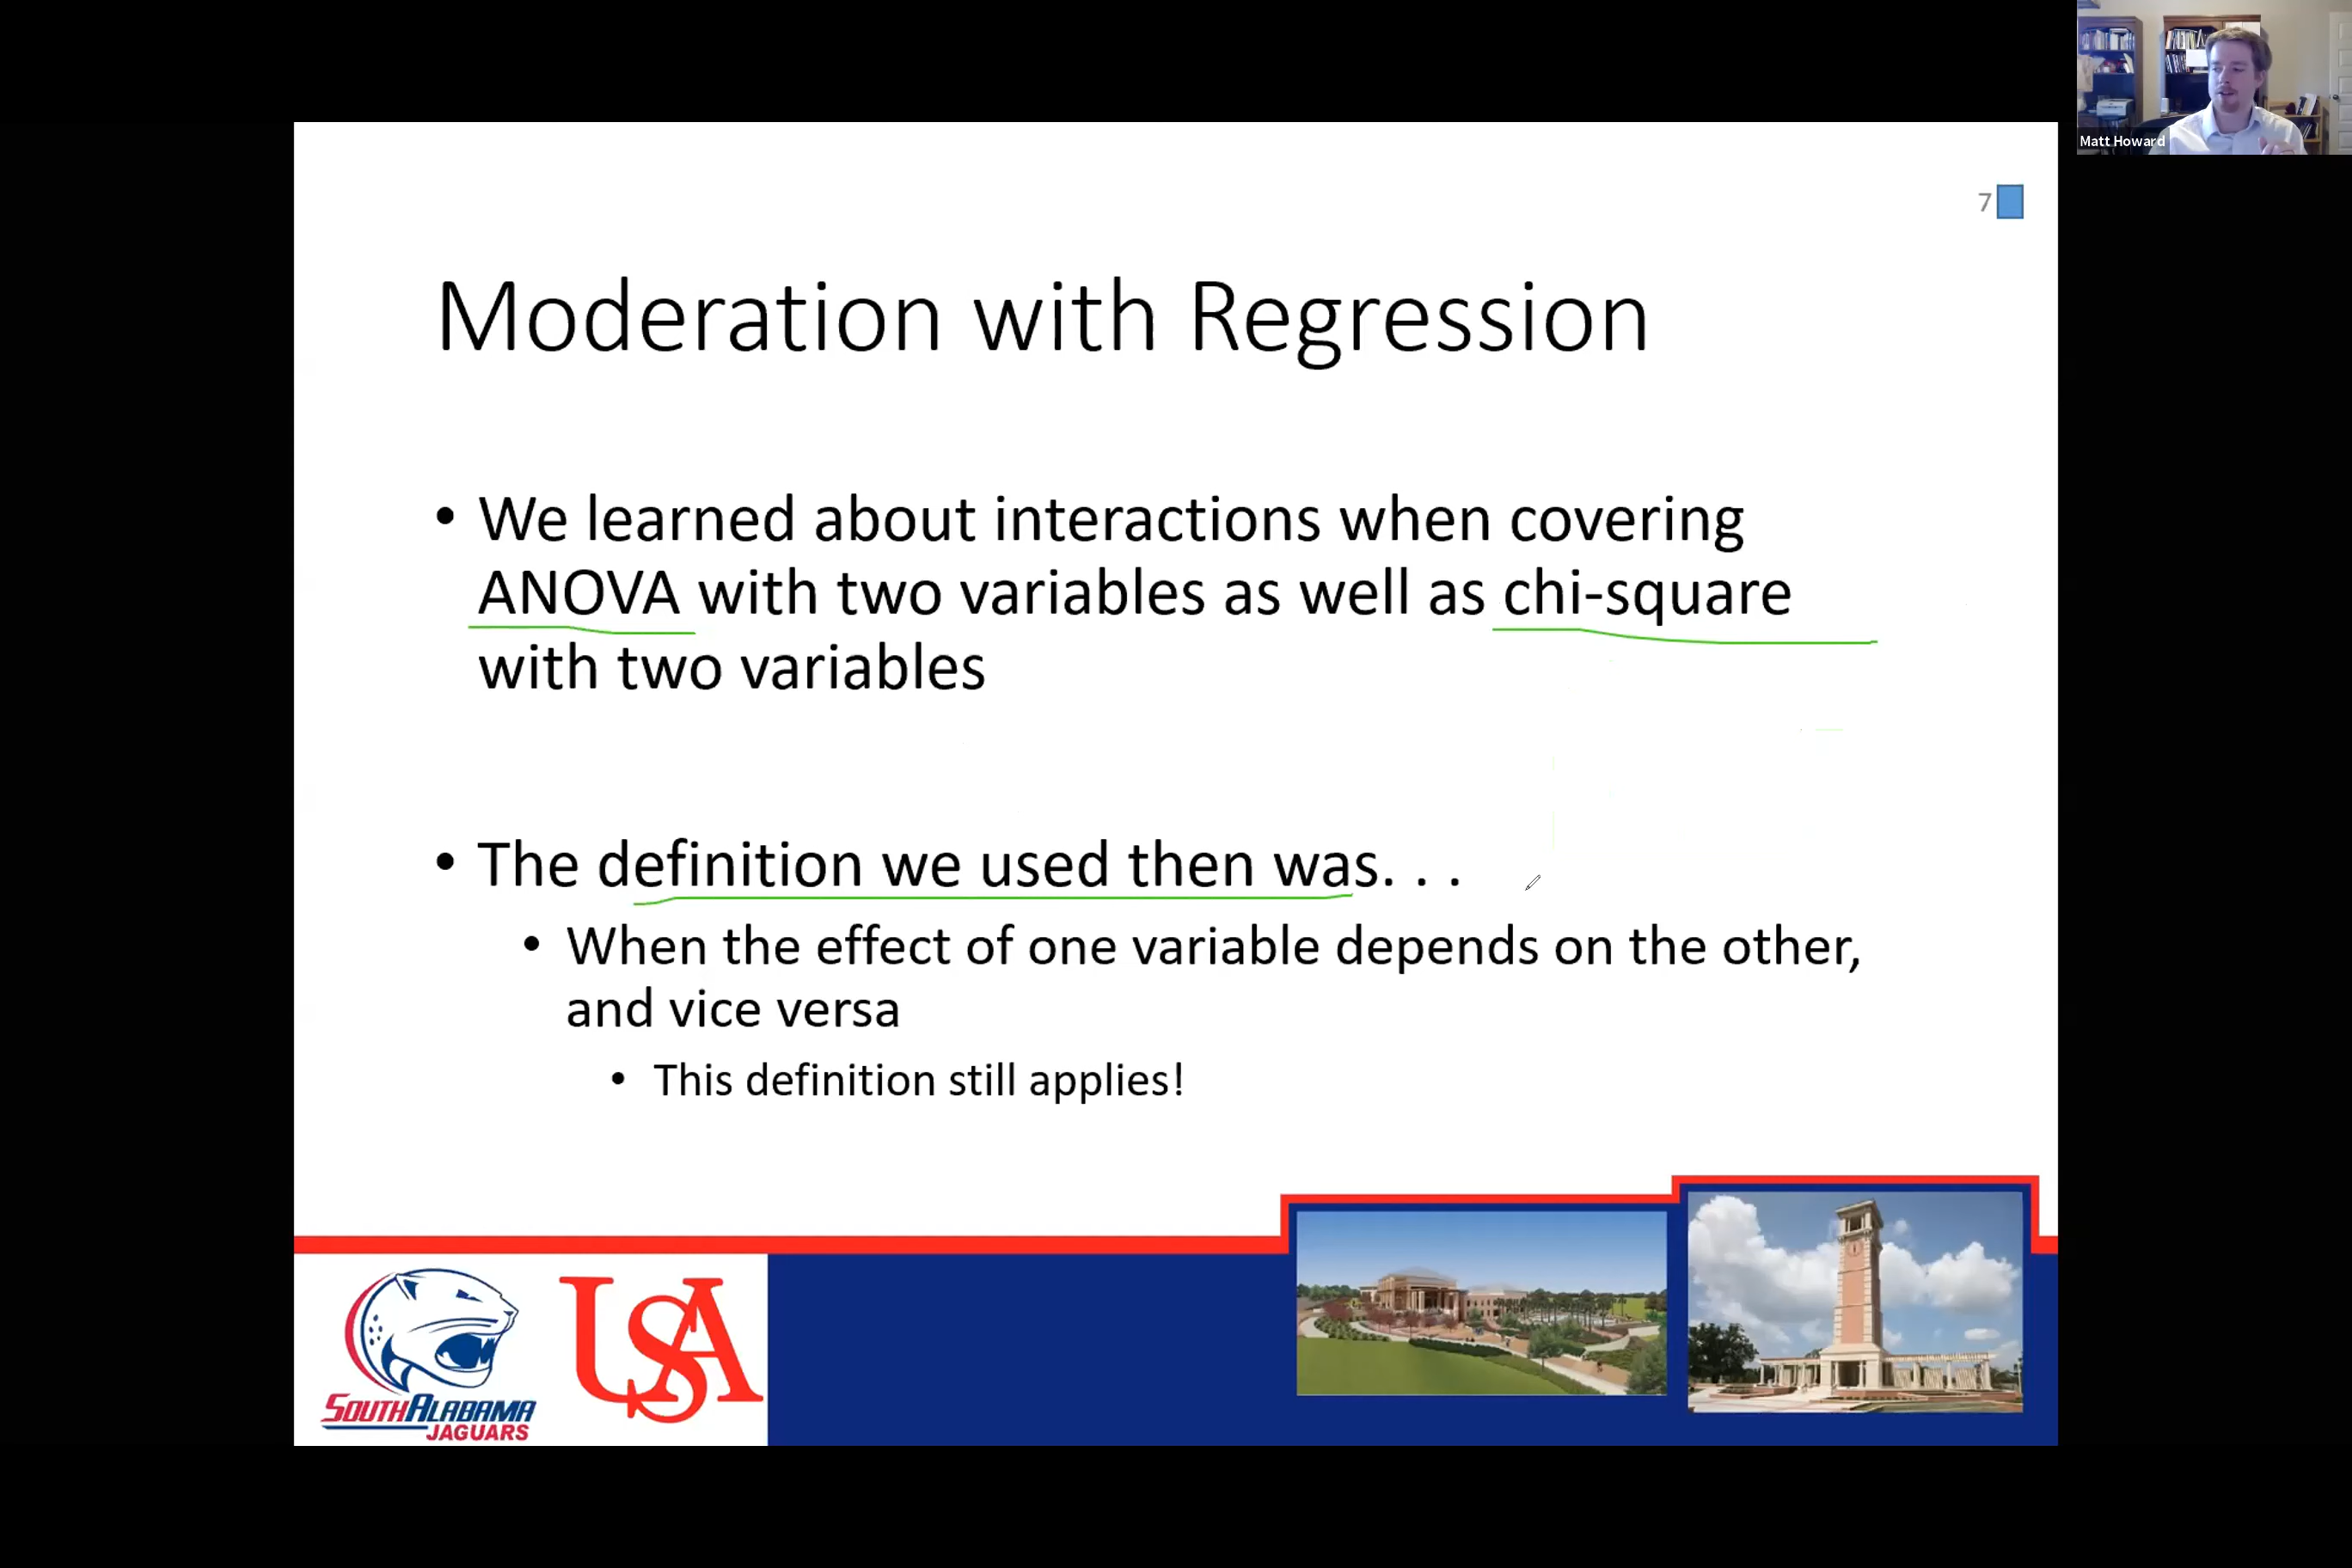 Matt Howard
7
Moderation with Regression
• We learned about interactions when covering
ANOVA with two variables as well as chi-square
with two variables
• The definition we used then was. . .
• When the effect of one variable depends on the other,
and vice versa
• This definition still applies!
SOUTH ALABAMA
JAGUARS
USA